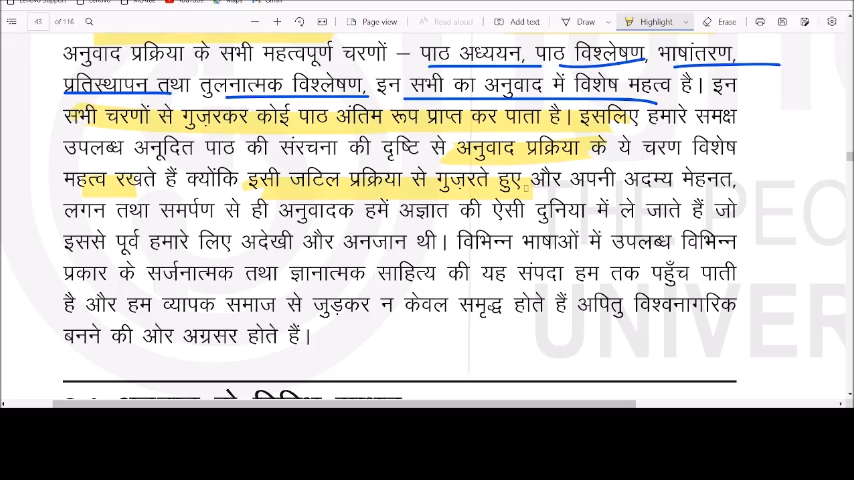 43 of 116 Page view Read aloud Add text Draw Highlight Erase
अनुवाद प्रक्रिया के सभी महत्वपूर्ण चरणों – पाठ अध्ययन, पाठ विश्लेषण, भाषांतरण,
प्रतिस्थापन तथा तुलनात्मक विश्लेषण, इन सभी का अनुवाद में विशेष महत्व है। इन
सभी चरणों से गुज़रकर कोई पाठ अंतिम रूप प्राप्त कर पाता है। इसलिए हमारे समक्ष
उपलब्ध अनूदित पाठ की संरचना की दृष्टि से अनुवाद प्रक्रिया के ये चरण विशेष
महत्व रखते हैं क्योंकि इसी जटिल प्रक्रिया से गुज़रते हुए और अपनी अदम्य मेहनत,
लगन तथा समर्पण से ही अनुवादक हमें अज्ञात की ऐसी दुनिया में ले जाते हैं जो
इससे पूर्व हमारे लिए अदेखी और अनजान थी। विभिन्न भाषाओं में उपलब्ध विभिन्न
प्रकार के सर्जनात्मक तथा ज्ञानात्मक साहित्य की यह संपदा हम तक पहुँच पाती
है और हम व्यापक समाज से जुड़कर न केवल समृद्ध होते हैं अपितु विश्वनागरिक
बनने की ओर अग्रसर होते हैं।
THE PEO
UNIVER